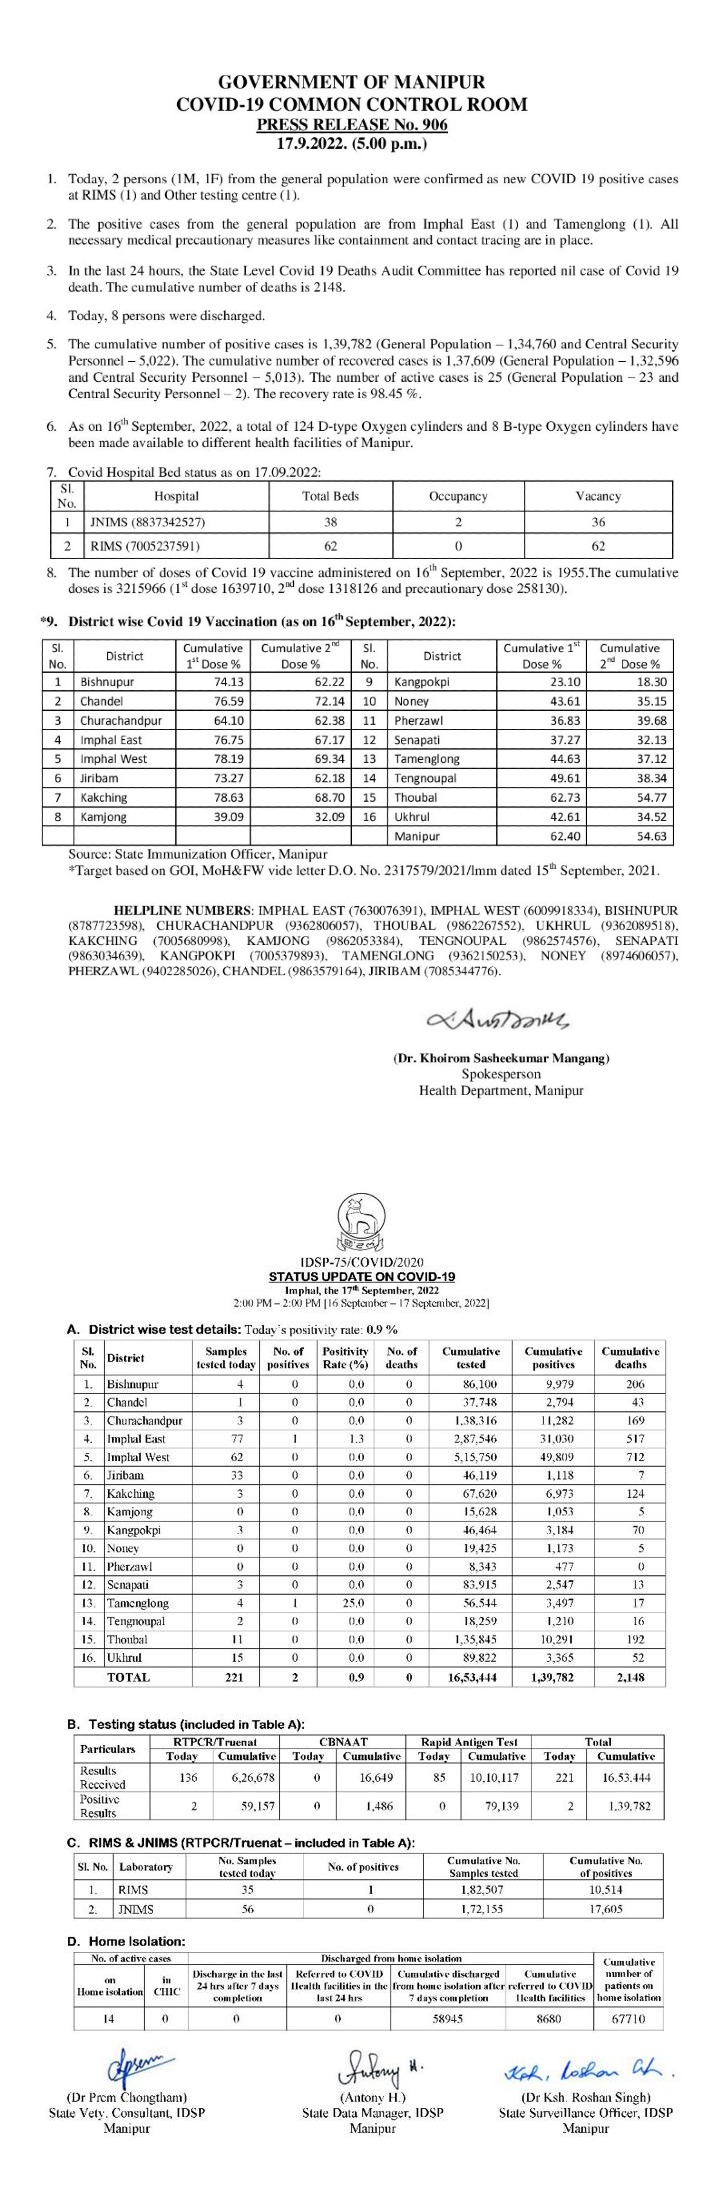 GOVERNMENT OF MANIPUR
COVID-19 COMMON CONTROL ROOM
PRESS RELEASE No. 906
17.9.2022. (5.00 p.m.)
1. Today, 2 persons (1M, 1F) from the general population were confirmed as new COVID 19 positive cases
at RIMS (1) and Other testing centre (1).
2. The positive cases from the general population are from Imphal East (1) and Tamenglong (1). All
necessary medical precautionary measures like containment and contact tracing are in place.
3. In the last 24 hours, the State Level Covid 19 Deaths Audit Committee has reported nil case of Covid 19
death. The cumulative number of deaths is 2148.
4. Today, 8 persons were discharged.
5. The cumulative number of positive cases is 1,39,782 (General Population – 1,34,760 and Central Security
Personnel – 5,022). The cumulative number of recovered cases is 1,37,609 (General Population – 1,32,596
and Central Security Personnel – 5,013). The number of active cases is 25 (General Population – 23 and
Central Security Personnel – 2). The recovery rate is 98.45 %.
6. As on 16th September, 2022, a total of 124 D-type Oxygen cylinders and 8 B-type Oxygen cylinders have
been made available to different health facilities of Manipur.
7. Covid Hospital Bed status as on 17.09.2022:
Sl. No. Hospital Total Beds Occupancy Vacancy
1 JNIMS (8837342527) 38 2 36
2 RIMS (7005237591) 62 0 62
8. The number of doses of Covid 19 vaccine administered on 16th September, 2022 is 1955.The cumulative
doses is 3215966 (1st dose 1639710, 2nd dose 1318126 and precautionary dose 258130).
*9. District wise Covid 19 Vaccination (as on 16th September, 2022):
Sl. No. District Cumulative 1st Dose % Cumulative 2nd Dose % Sl. No. District Cumulative 1st Dose % Cumulative 2nd Dose %
1 Bishnupur 74.13 62.22 9 Kangpokpi 23.10 18.30
2 Chandel 76.59 72.14 10 Noney 43.61 35.15
3 Churachandpur 64.10 62.38 11 Pherzawl 36.83 39.68
4 Imphal East 76.75 67.17 12 Senapati 37.27 32.13
5 Imphal West 78.19 69.34 13 Tamenglong 44.63 37.12
6 Jiribam 73.27 62.18 14 Tengnoupal 49.61 38.34
7 Kakching 78.63 68.70 15 Thoubal 62.73 54.77
8 Kamjong 39.09 32.09 16 Ukhrul 42.61 34.52
Manipur 62.40 54.63
Source: State Immunization Officer, Manipur
*Target based on GOI, MoH&FW vide letter D.O. No. 2317579/2021/Imm dated 15th September, 2021.
HELPLINE NUMBERS: IMPHAL EAST (7630076391), IMPHAL WEST (6009918334), BISHNUPUR
(8787723598), CHURACHANDPUR (9362806057), THOUBAL (9862267552), UKHRUL (9362089518),
KAKCHING (7005680998), KAMJONG (9862053384), TENGNOUPAL (9862574576), SENAPATI
(9863034639), KANGPOKPI (7005379893), TAMENGLONG (9362150253), NONEY (8974606057),
PHERZAWL (9402285026), CHANDEL (9863579164), JIRIBAM (7085344776).
(Dr. Khoirom Sasheekumar Mangang)
Spokesperson
Health Department, Manipur
IDSP-75/COVID/2020
STATUS UPDATE ON COVID-19
Imphal, the 17th September, 2022
2:00 PM – 2:00 PM [16 September – 17 September, 2022]
A. District wise test details: Today's positivity rate: 0.9 %
Sl. No. District Samples tested today No. of positives Positivity Rate (%) No. of deaths Cumulative tested Cumulative positives Cumulative deaths
1. Bishnupur 4 0 0.0 0 86,100 9,979 206
2. Chandel 1 0 0.0 0 37,748 2,794 43
3. Churachandpur 3 0 0.0 0 1,38,316 11,282 169
4. Imphal East 77 1 1.3 0 2,87,546 31,030 517
5. Imphal West 62 0 0.0 0 5,15,750 49,809 712
6. Jiribam 33 0 0.0 0 46,119 1,118 7
7. Kakching 3 0 0.0 0 67,620 6,973 124
8. Kamjong 0 0 0.0 0 15,628 1,053 5
9. Kangpokpi 3 0 0.0 0 46,464 3,184 70
10. Noney 0 0 0.0 0 19,425 1,173 5
11. Pherzawl 0 0 0.0 0 8,343 477 0
12. Senapati 3 0 0.0 0 83,915 2,547 13
13. Tamenglong 4 1 25.0 0 56,544 3,497 17
14. Tengnoupal 2 0 0.0 0 18,259 1,210 16
15. Thoubal 11 0 0.0 0 1,35,845 10,291 192
16. Ukhrul 15 0 0.0 0 89,822 3,365 52
TOTAL 221 2 0.9 0 16,53,444 1,39,782 2,148
B. Testing status (included in Table A):
Particulars RTPCR/Truenat CBNAAT Rapid Antigen Test Total
Today Cumulative Today Cumulative Today Cumulative Today Cumulative
Results Received 136 6,26,678 0 16,649 85 10,10,117 221 16,53,444
Positive Results 2 59,157 0 1,486 0 79,139 2 1,39,782
C. RIMS & JNIMS (RTPCR/Truenat – included in Table A):
Sl. No. Laboratory No. Samples tested today No. of positives Cumulative No. Samples tested Cumulative No. of positives
1. RIMS 35 1 1,82,507 10,514
2. JNIMS 56 0 1,72,155 17,605
D. Home Isolation:
No. of active cases Discharged from home isolation Cumulative number of patients on home isolation
on Home isolation in CHIC Discharge in the last 24 hrs after 7 days completion Referred to COVID Health facilities in the last 24 hrs Cumulative discharged from home isolation after 7 days completion Cumulative referred to COVID Health facilities
14 0 0 0 58945 8680 67710
Antony H.
(Dr Prem Chongtham) (Antony H.) (Dr Ksh. Roshan Singh)
State Vety. Consultant, IDSP State Data Manager, IDSP State Surveillance Officer, IDSP
Manipur Manipur Manipur